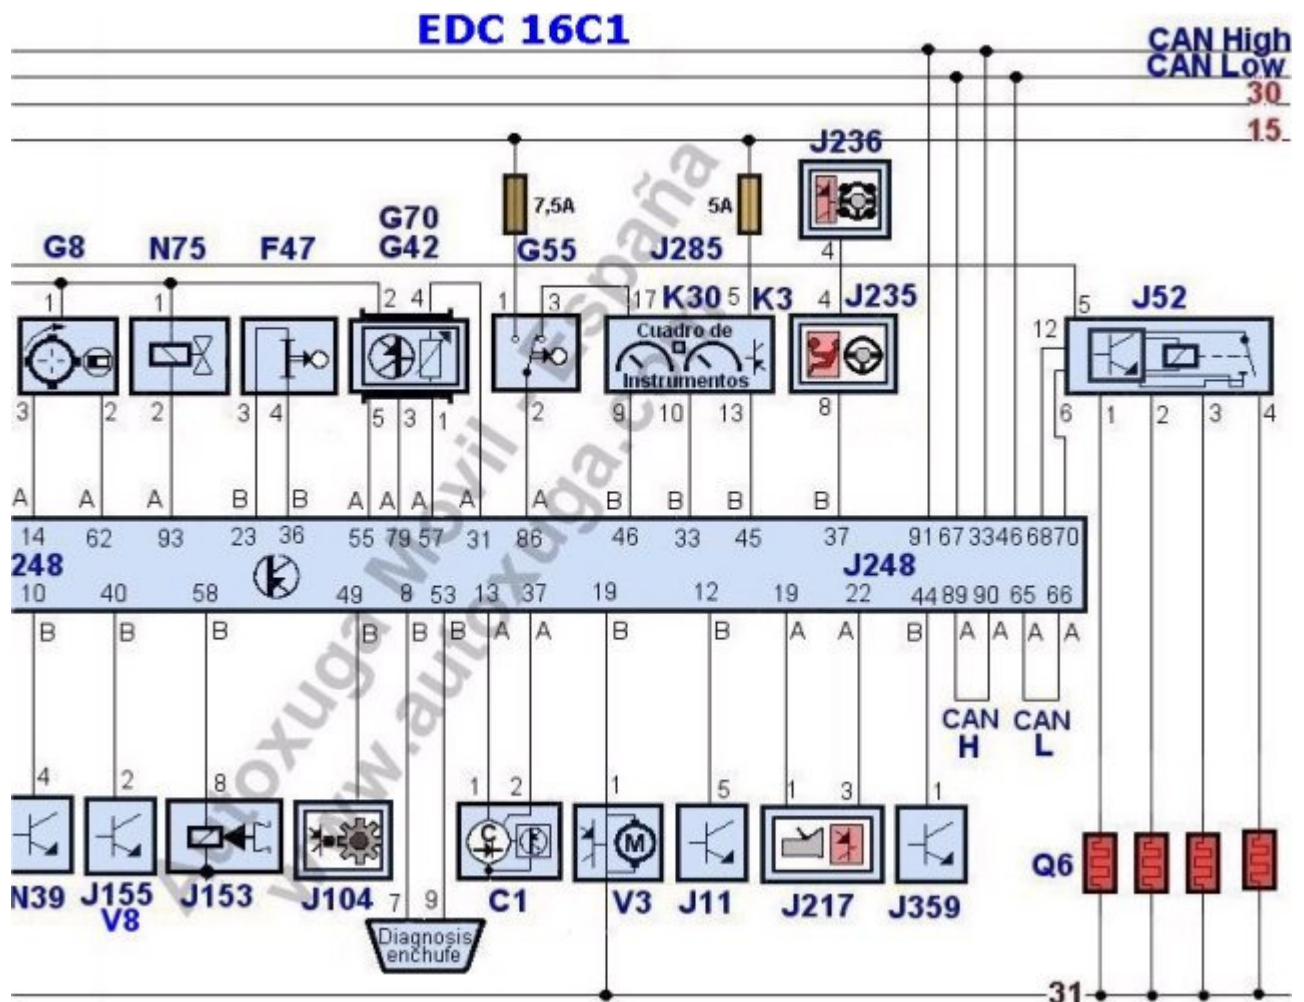 EDC 16C1
CAN High
CAN Low
30
15
J236
7,5A
5A
G70
G8 N75 F47 G42 G55 J285
4
1 1 2 4 1 3 17 K30 5 K3 4 J235 5 J52
12
Cuadro de
Instrumentos
3 2 2 3 4 5 3 1 2 9 10 13 8 6 1 2 3 4
A A A B B A A A A A B B B B
14 62 93 23 36 55 79 57 31 86 46 33 45 37 91 67 33 46 68 70
248 J248
10 40 58 49 8 53 13 37 19 12 19 22 44 89 90 65 66
B B B B B B A A B B A A B A A A A
CAN CAN
H L
4 2 8 1 2 1 5 1 3 1
C
M
Q6
N39 J155 J153 J104 7 9 C1 V3 J11 J217 J359
V8
Diagnosis
enchufe
31
Autoxuga Móvil - España
www.autoxuga.com